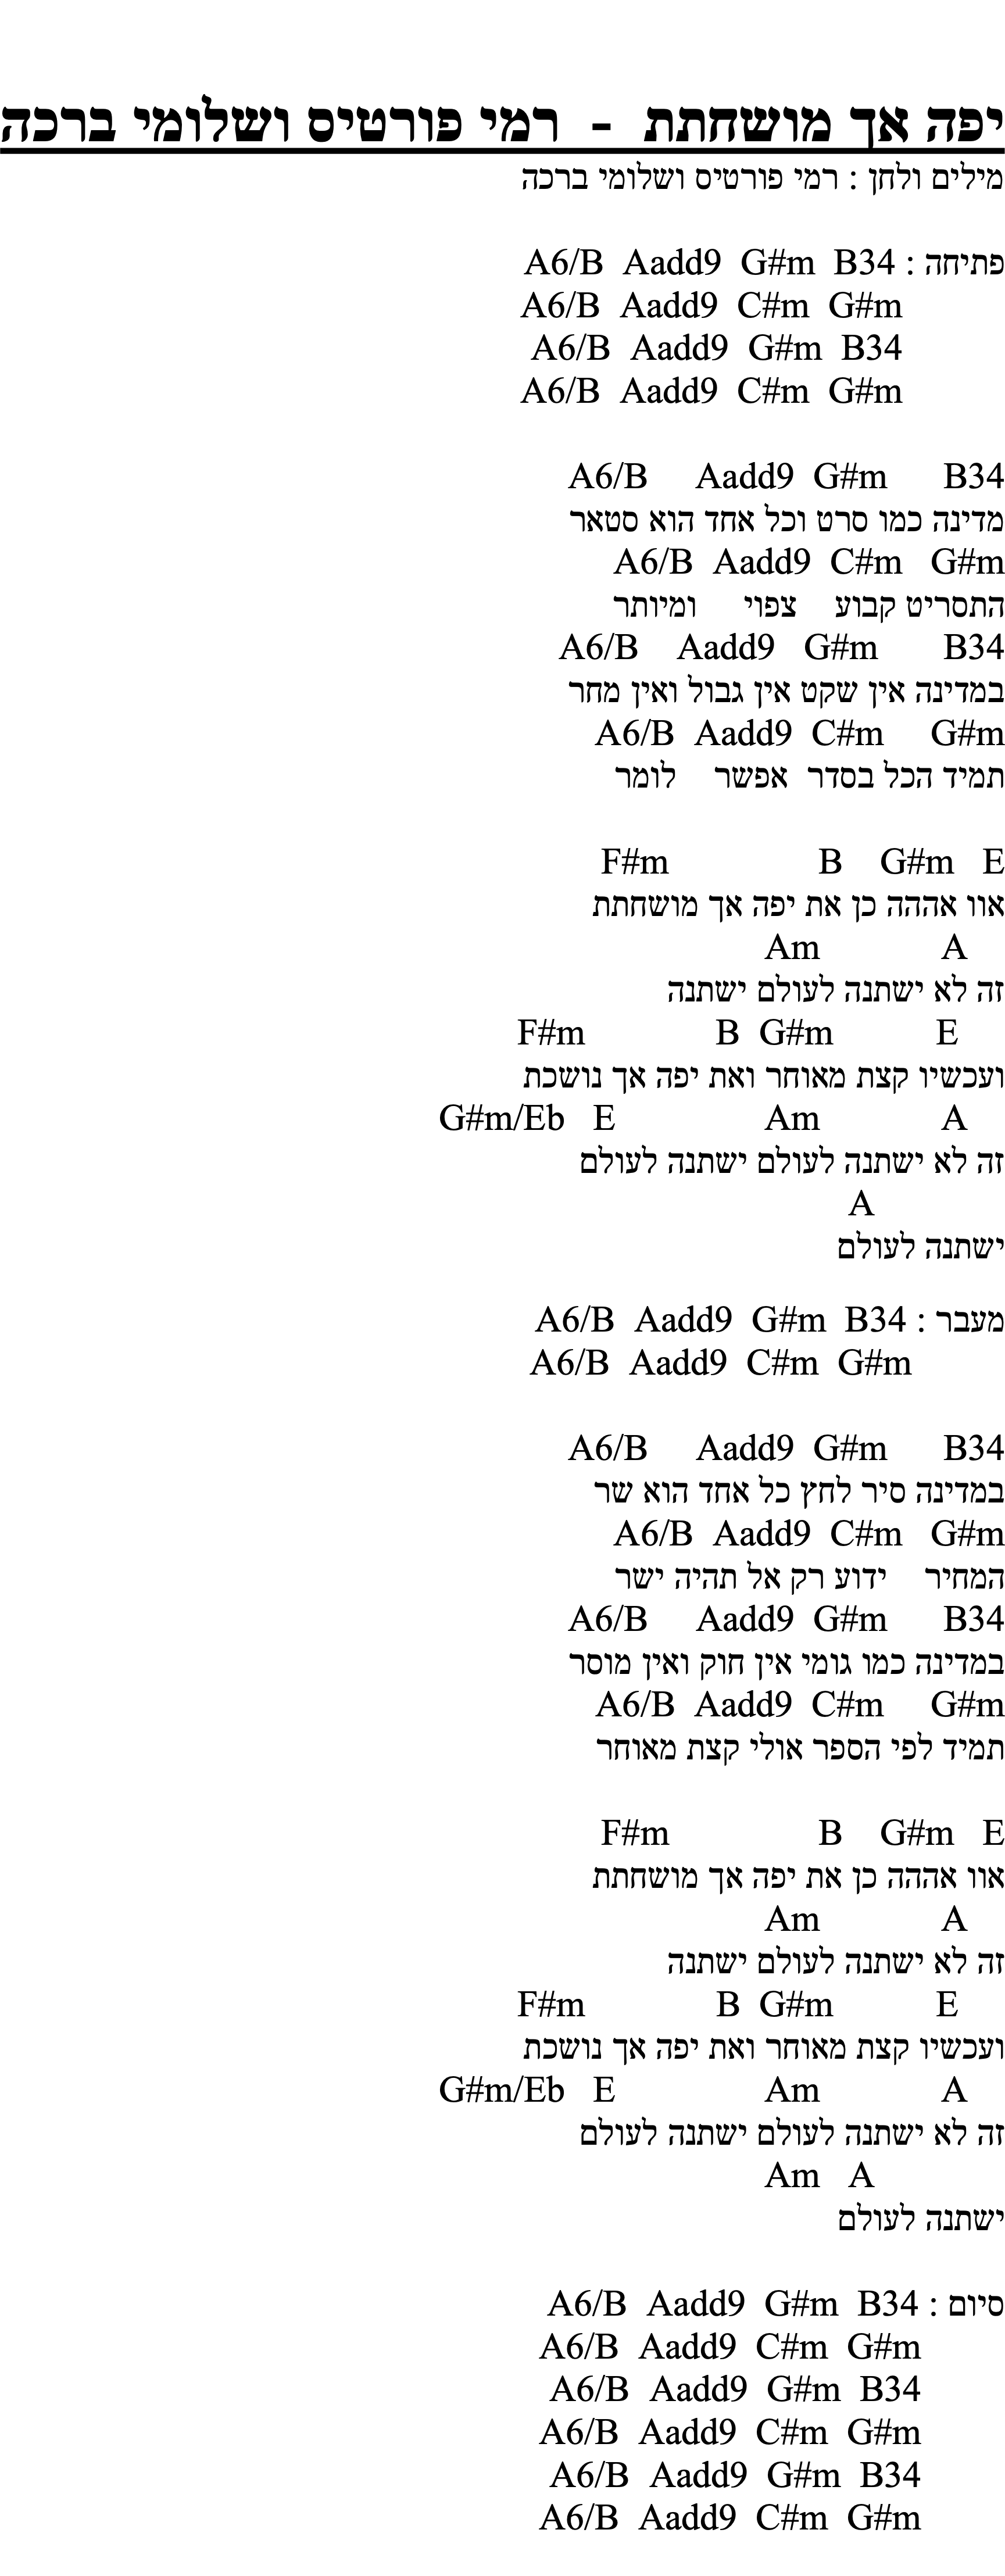 יפה אך מושחתת - רמי פורטיס ושלומי ברכה
מילים ולחן : רמי פורטיס ושלומי ברכה
פתיחה : A6/B Aadd9 G#m B34
A6/B Aadd9 C#m G#m
A6/B Aadd9 G#m B34
A6/B Aadd9 C#m G#m
A6/B Aadd9 G#m B34
מדינה כמו סרט וכל אחד הוא סטאר
A6/B Aadd9 C#m G#m
התסריט קבוע צפוי ומיותר
A6/B Aadd9 G#m B34
במדינה אין שקט אין גבול ואין מחר
A6/B Aadd9 C#m G#m
תמיד הכל בסדר אפשר לומר
F#m B G#m E
אוו אההה כן את יפה אך מושחתת
Am A
זה לא ישתנה לעולם ישתנה
F#m B G#m E
ועכשיו קצת מאוחר ואת יפה אך נושכת
G#m/Eb E Am A
זה לא ישתנה לעולם ישתנה לעולם
A
ישתנה לעולם
מעבר : A6/B Aadd9 G#m B34
A6/B Aadd9 C#m G#m
A6/B Aadd9 G#m B34
במדינה סיר לחץ כל אחד הוא שר
A6/B Aadd9 C#m G#m
המחיר ידוע רק אל תהיה ישר
A6/B Aadd9 G#m B34
במדינה כמו גומי אין חוק ואין מוסר
A6/B Aadd9 C#m G#m
תמיד לפי הספר אולי קצת מאוחר
F#m B G#m E
אוו אההה כן את יפה אך מושחתת
Am A
זה לא ישתנה לעולם ישתנה
F#m B G#m E
ועכשיו קצת מאוחר ואת יפה אך נושכת
G#m/Eb E Am A
זה לא ישתנה לעולם ישתנה לעולם
Am A
ישתנה לעולם
סיום : A6/B Aadd9 G#m B34
A6/B Aadd9 C#m G#m
A6/B Aadd9 G#m B34
A6/B Aadd9 C#m G#m
A6/B Aadd9 G#m B34
A6/B Aadd9 C#m G#m